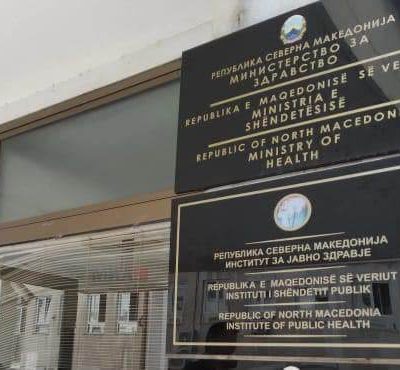 РЕПУБЛИКА СЕВЕРНА МАКЕДОНИЈА
МИНИСТЕРСТВО ЗА
ЗДРАВСТВО
REPUBLIKA E MAQEDONISË SË VERIUT
MINISTRIA E
SHËNDETËSISË
REPUBLIC OF NORTH MACEDONIA
MINISTRY OF
HEALTH
РЕПУБЛИКА СЕВЕРНА МАКЕДОНИЈА
ИНСТИТУТ ЗА ЈАВНО ЗДРАВЈЕ
REPUBLIKA E MAQEDONISË SË VERIUT
INSTITUTI I SHËNDETIT PUBLIK
REPUBLIC OF NORTH MACEDONIA
INSTITUTE OF PUBLIC HEALTH